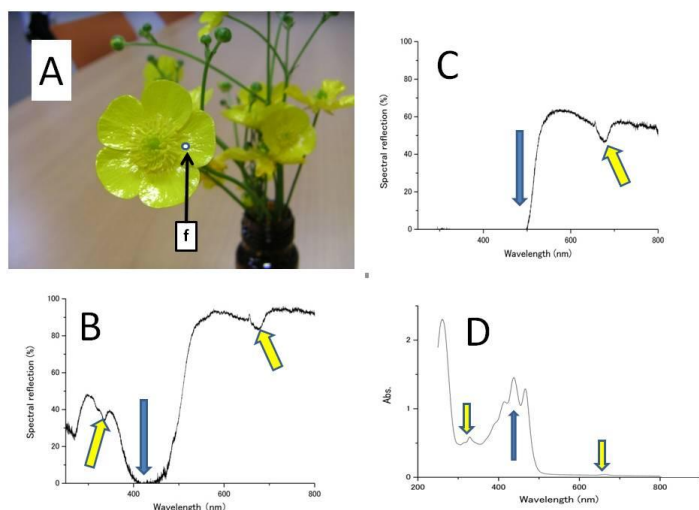 A
f
C
100
80
60
40
20
0
Spectral reflection (%)
400
600
800
Wavelength (nm)
B
100
80
60
40
20
0
Spectral reflection (%)
400
600
800
Wavelength (nm)
D
2
1
0
Abs.
200
400
600
800
Wavelength (nm)